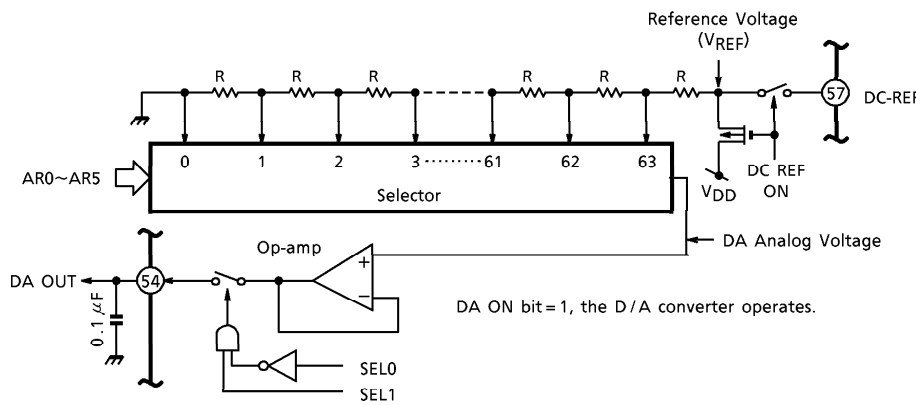 Reference Voltage
(VREF)
R R R R R R
57 DC-REF
0 1 2 3 ········ 61 62 63
AR0~AR5
Selector
VDD
DC REF
ON
Op-amp
+
−
DA Analog Voltage
DA OUT
54
0.1 μF
DA ON bit = 1, the D/A converter operates.
SEL0
SEL1